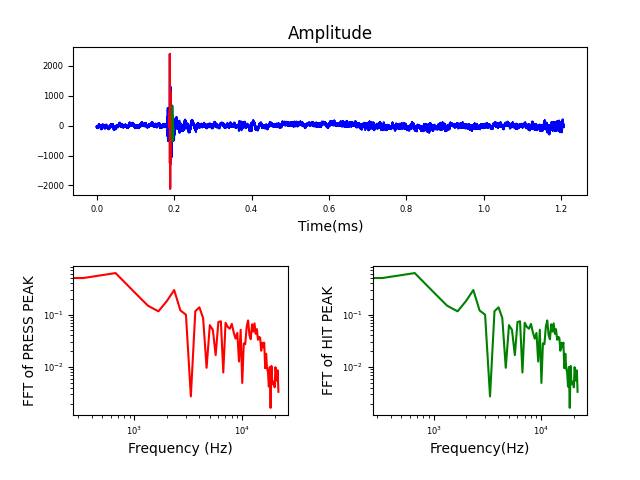 Amplitude
2000
1000
0
−1000
−2000
0.0 0.2 0.4 0.6 0.8 1.0 1.2
Time(ms)
FFT of PRESS PEAK
10⁻¹
10⁻²
10³ 10⁴
Frequency (Hz)
FFT of HIT PEAK
10⁻¹
10⁻²
10³ 10⁴
Frequency(Hz)